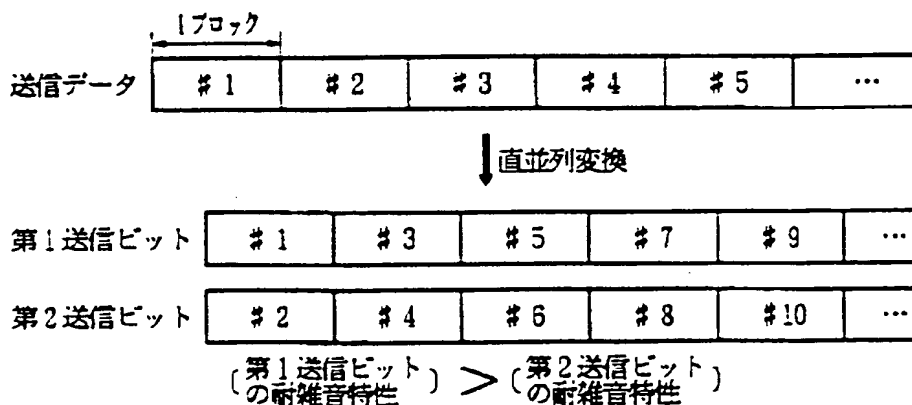 1ブロック
送信データ #1 #2 #3 #4 #5 …
直並列変換
第1送信ビット #1 #3 #5 #7 #9 …
第2送信ビット #2 #4 #6 #8 #10 …
(第1送信ビットの耐雑音特性) > (第2送信ビットの耐雑音特性)